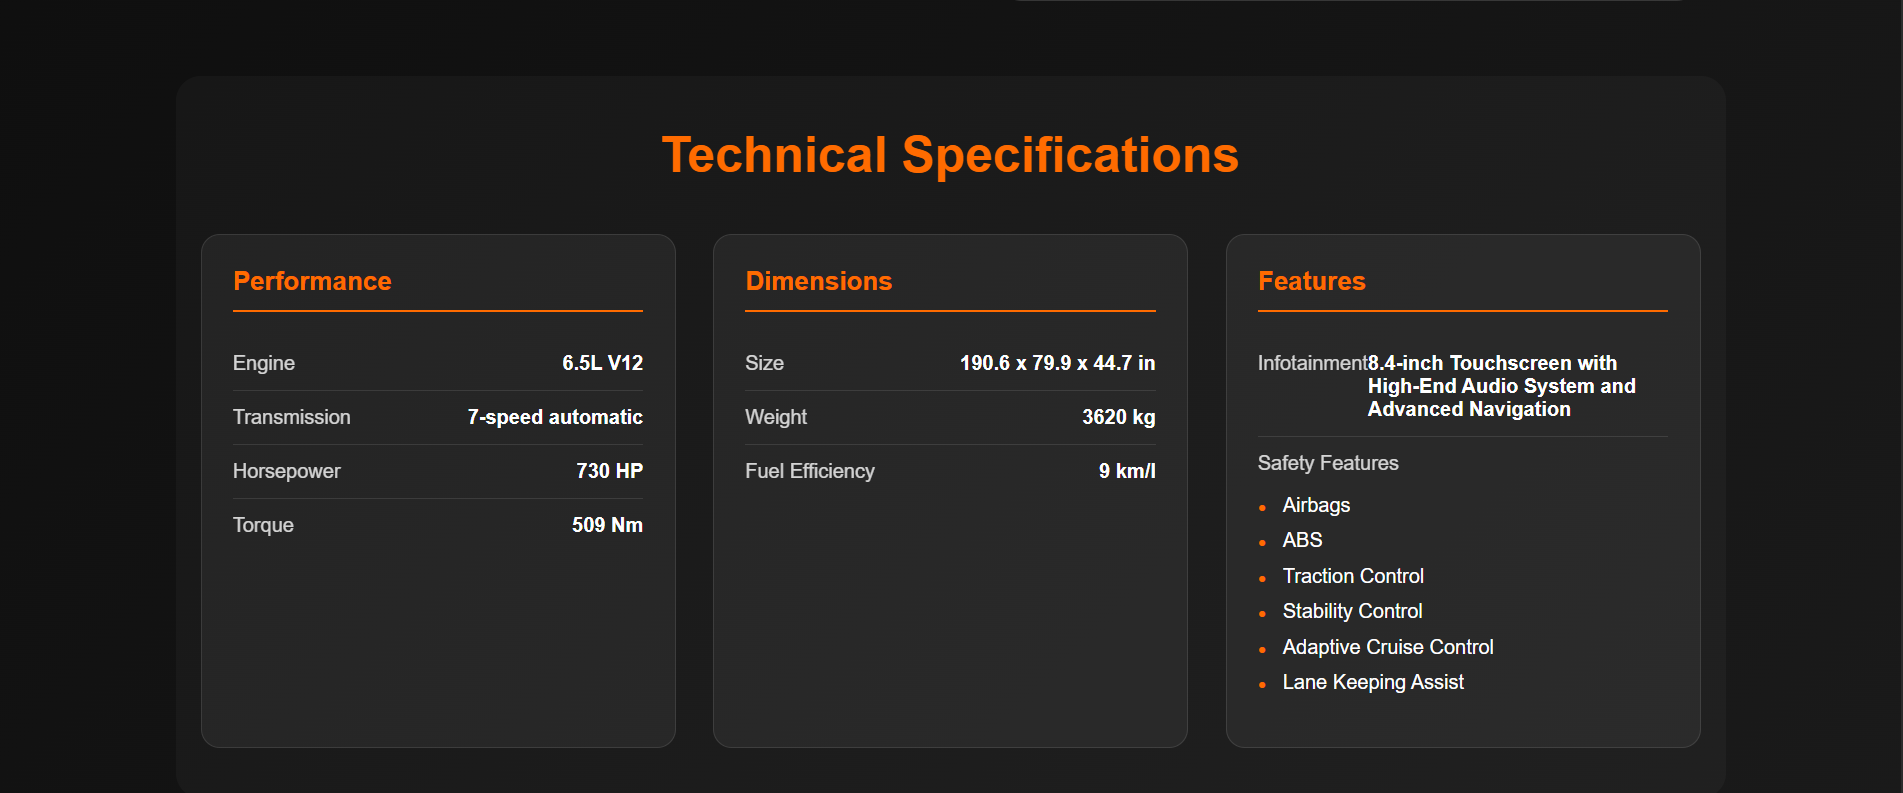 Technical Specifications
Performance
Engine 6.5L V12
Transmission 7-speed automatic
Horsepower 730 HP
Torque 509 Nm
Dimensions
Size 190.6 x 79.9 x 44.7 in
Weight 3620 kg
Fuel Efficiency 9 km/l
Features
Infotainment 8.4-inch Touchscreen with
High-End Audio System and
Advanced Navigation
Safety Features
• Airbags
• ABS
• Traction Control
• Stability Control
• Adaptive Cruise Control
• Lane Keeping Assist